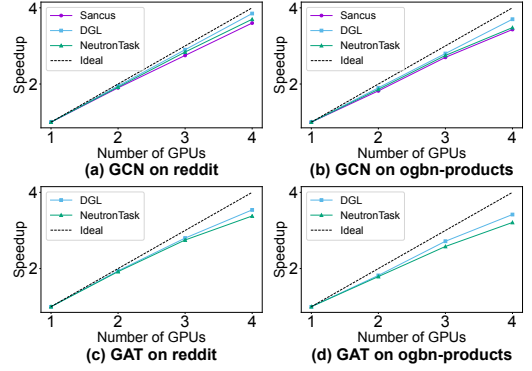 4
2
Speedup
Sancus
DGL
NeutronTask
Ideal
1 2 3 4
Number of GPUs
(a) GCN on reddit
4
2
Speedup
Sancus
DGL
NeutronTask
Ideal
1 2 3 4
Number of GPUs
(b) GCN on ogbn-products
4
2
Speedup
DGL
NeutronTask
Ideal
1 2 3 4
Number of GPUs
(c) GAT on reddit
4
2
Speedup
DGL
NeutronTask
Ideal
1 2 3 4
Number of GPUs
(d) GAT on ogbn-products